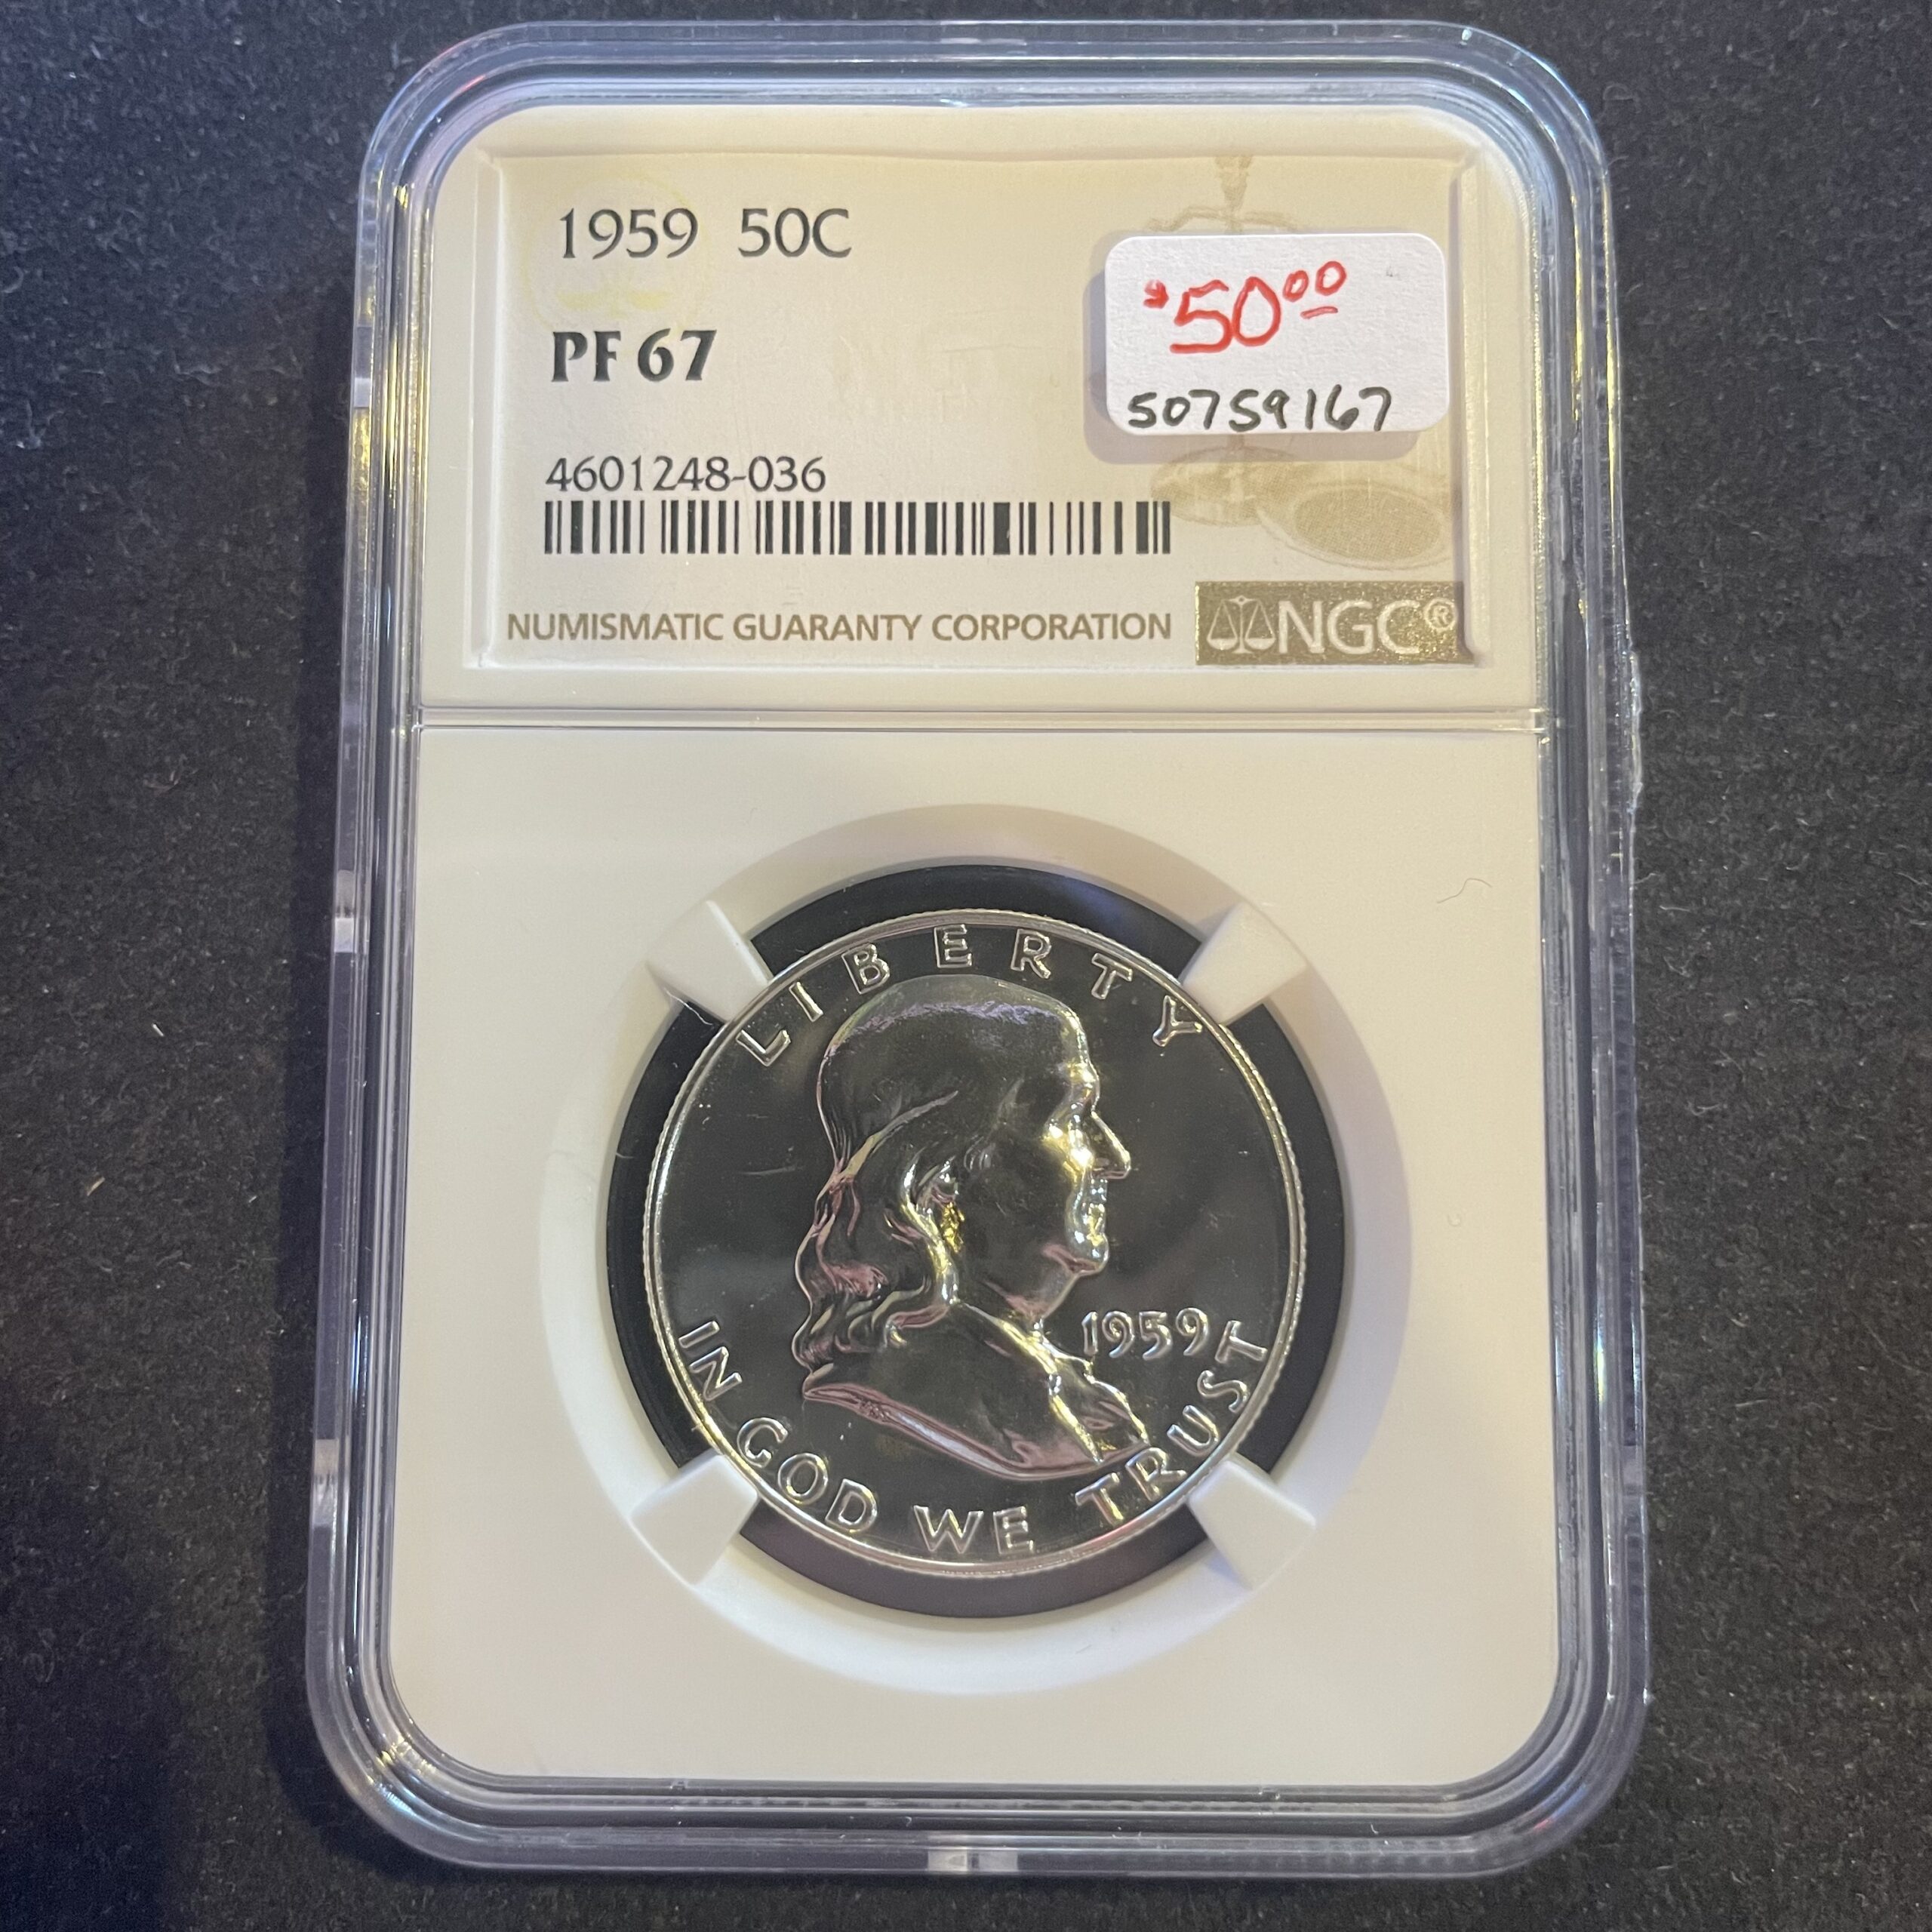 1959 50C
PF 67
$50.00
50759167
4601248-036
NUMISMATIC GUARANTY CORPORATION
NGC®
LIBERTY
1959
IN GOD WE TRUST